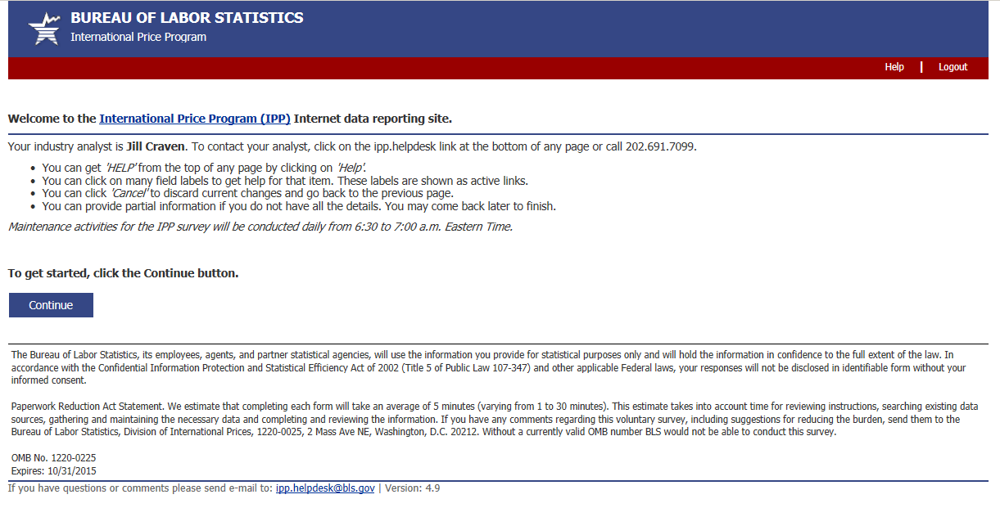 BUREAU OF LABOR STATISTICS
International Price Program
Help | Logout
Welcome to the International Price Program (IPP) Internet data reporting site.
Your industry analyst is Jill Craven. To contact your analyst, click on the ipp.helpdesk link at the bottom of any page or call 202.691.7099.
• You can get 'HELP' from the top of any page by clicking on 'Help'.
• You can click on many field labels to get help for that item. These labels are shown as active links.
• You can click 'Cancel' to discard current changes and go back to the previous page.
• You can provide partial information if you do not have all the details. You may come back later to finish.
Maintenance activities for the IPP survey will be conducted daily from 6:30 to 7:00 a.m. Eastern Time.
To get started, click the Continue button.
Continue
The Bureau of Labor Statistics, its employees, agents, and partner statistical agencies, will use the information you provide for statistical purposes only and will hold the information in confidence to the full extent of the law. In
accordance with the Confidential Information Protection and Statistical Efficiency Act of 2002 (Title 5 of Public Law 107-347) and other applicable Federal laws, your responses will not be disclosed in identifiable form without your
informed consent.
Paperwork Reduction Act Statement. We estimate that completing each form will take an average of 5 minutes (varying from 1 to 30 minutes). This estimate takes into account time for reviewing instructions, searching existing data
sources, gathering and maintaining the necessary data and completing and reviewing the information. If you have any comments regarding this voluntary survey, including suggestions for reducing the burden, send them to the
Bureau of Labor Statistics, Division of International Prices, 1220-0025, 2 Mass Ave NE, Washington, D.C. 20212. Without a currently valid OMB number BLS would not be able to conduct this survey.
OMB No. 1220-0225
Expires: 10/31/2015
If you have questions or comments please send e-mail to: ipp.helpdesk@bls.gov | Version: 4.9